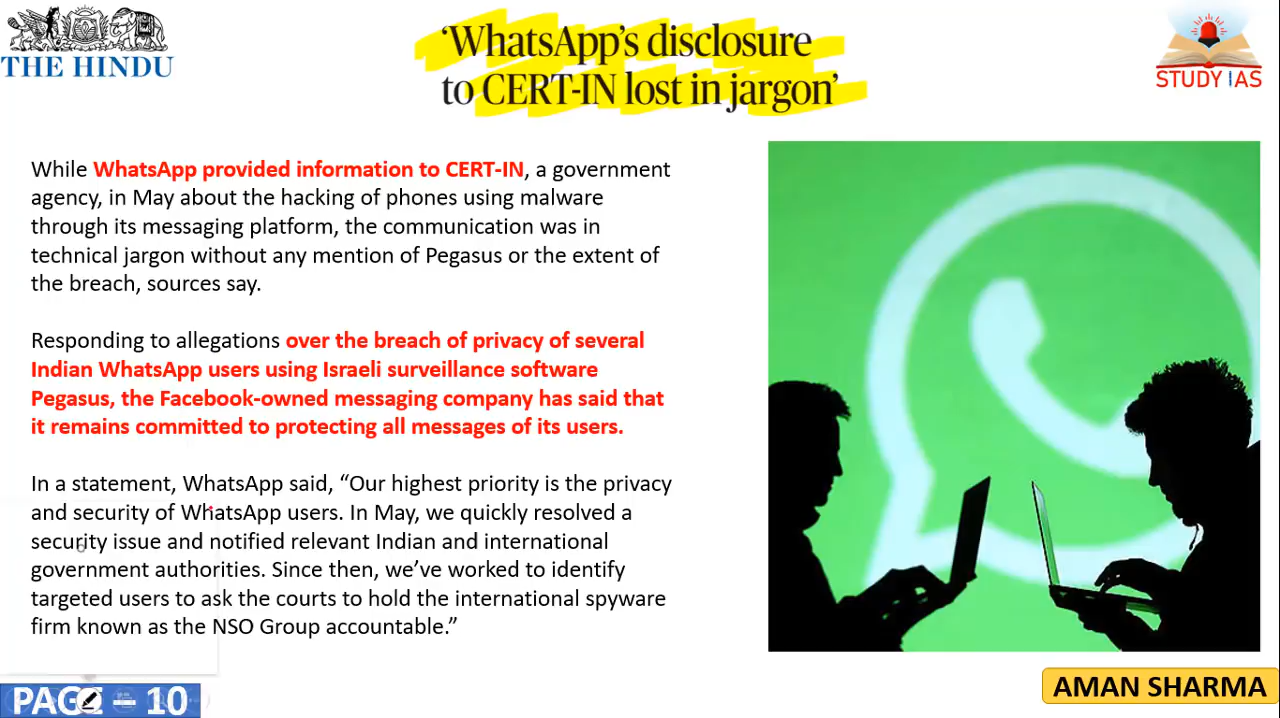 THE HINDU
‘WhatsApp’s disclosure
to CERT-IN lost in jargon’
STUDY IAS
While WhatsApp provided information to CERT-IN, a government
agency, in May about the hacking of phones using malware
through its messaging platform, the communication was in
technical jargon without any mention of Pegasus or the extent of
the breach, sources say.
Responding to allegations over the breach of privacy of several
Indian WhatsApp users using Israeli surveillance software
Pegasus, the Facebook-owned messaging company has said that
it remains committed to protecting all messages of its users.
In a statement, WhatsApp said, “Our highest priority is the privacy
and security of WhatsApp users. In May, we quickly resolved a
security issue and notified relevant Indian and international
government authorities. Since then, we’ve worked to identify
targeted users to ask the courts to hold the international spyware
firm known as the NSO Group accountable.”
PAGE – 10
AMAN SHARMA